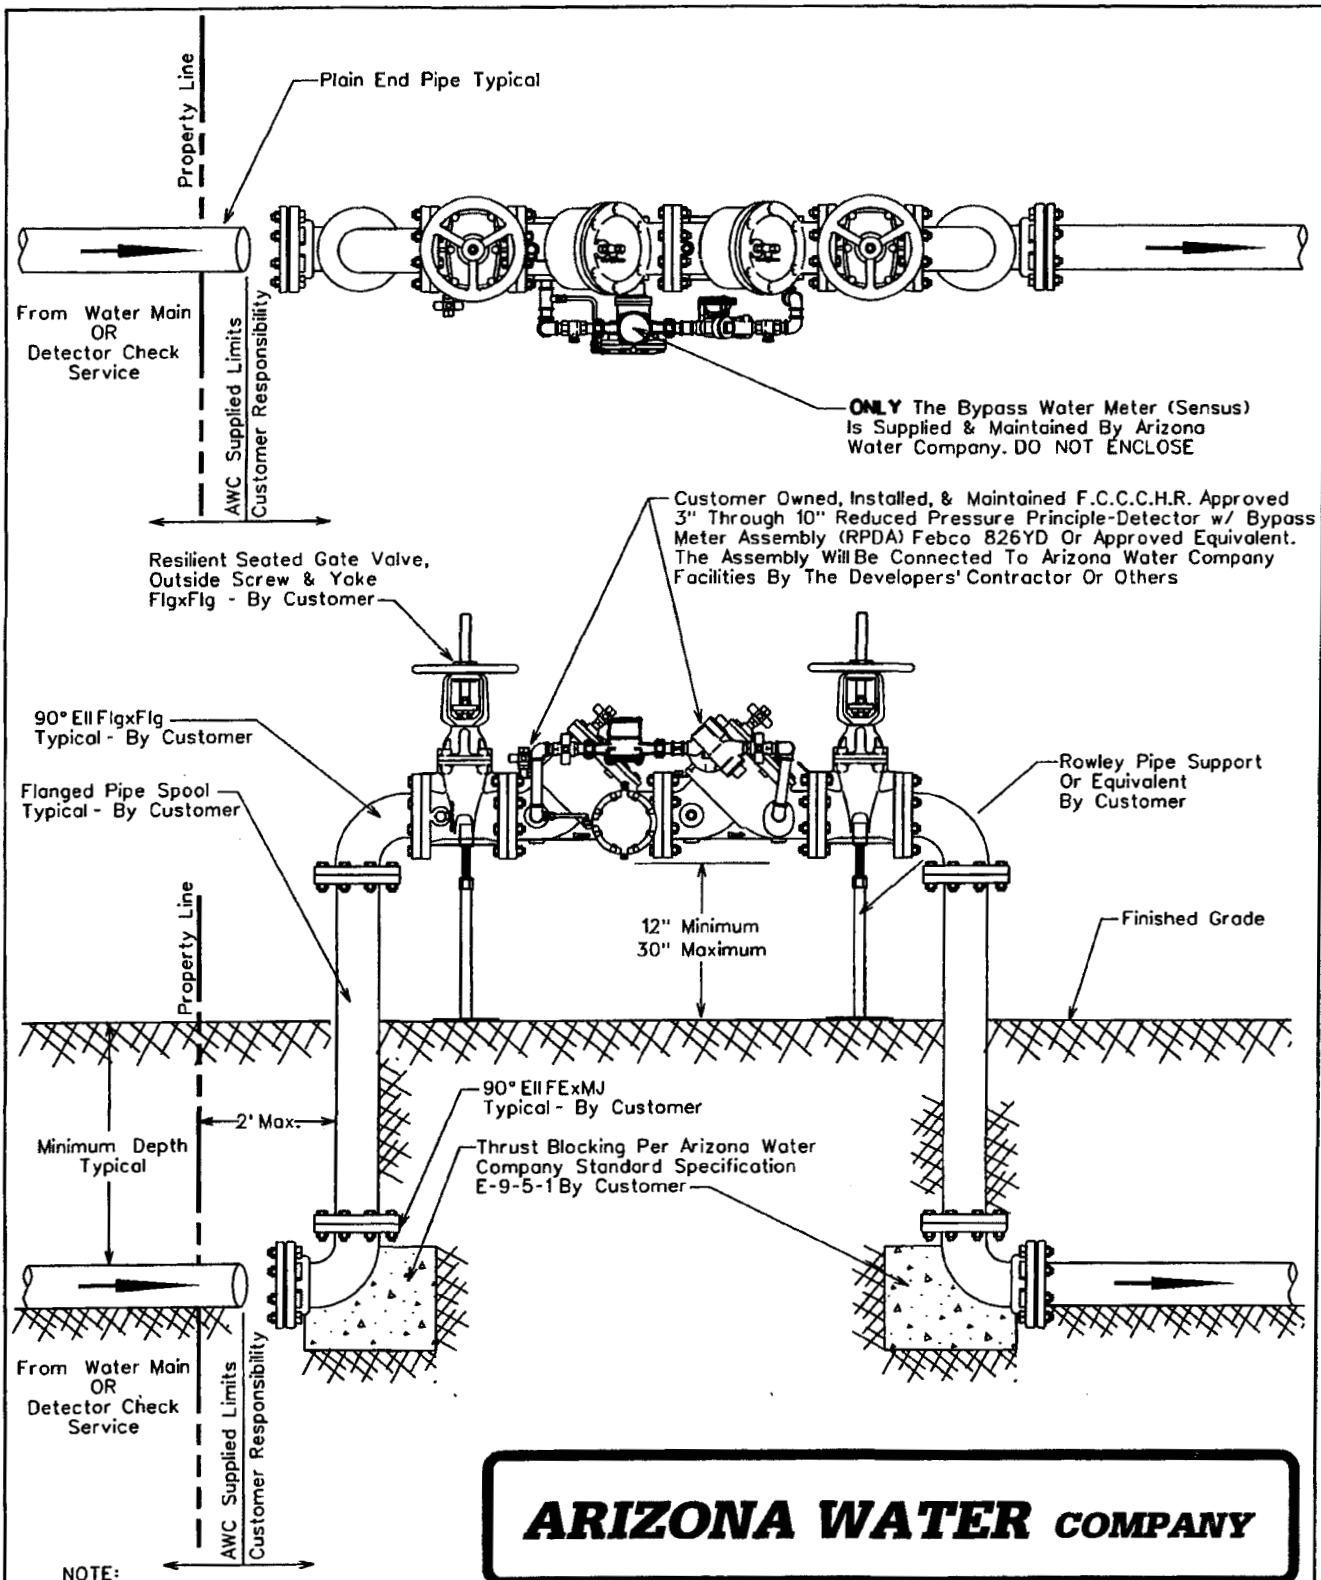 Property Line
Plain End Pipe Typical
From Water Main
OR
Detector Check
Service
AWC Supplied Limits
Customer Responsibility
ONLY The Bypass Water Meter (Sensus)
Is Supplied & Maintained By Arizona
Water Company. DO NOT ENCLOSE
Customer Owned, Installed, & Maintained F.C.C.C.H.R. Approved
3" Through 10" Reduced Pressure Principle-Detector w/ Bypass
Meter Assembly (RPDA) Febco 826YD Or Approved Equivalent.
The Assembly Will Be Connected To Arizona Water Company
Facilities By The Developers' Contractor Or Others
Resilient Seated Gate Valve,
Outside Screw & Yoke
FlgxFlg - By Customer
90° Ell FlgxFlg
Typical - By Customer
Flanged Pipe Spool
Typical - By Customer
Rowley Pipe Support
Or Equivalent
By Customer
12" Minimum
30" Maximum
Finished Grade
Property Line
2' Max.
Minimum Depth
Typical
90° Ell FExMJ
Typical - By Customer
Thrust Blocking Per Arizona Water
Company Standard Specification
E-9-5-1 By Customer
From Water Main
OR
Detector Check
Service
AWC Supplied Limits
Customer Responsibility
NOTE:
ARIZONA WATER COMPANY